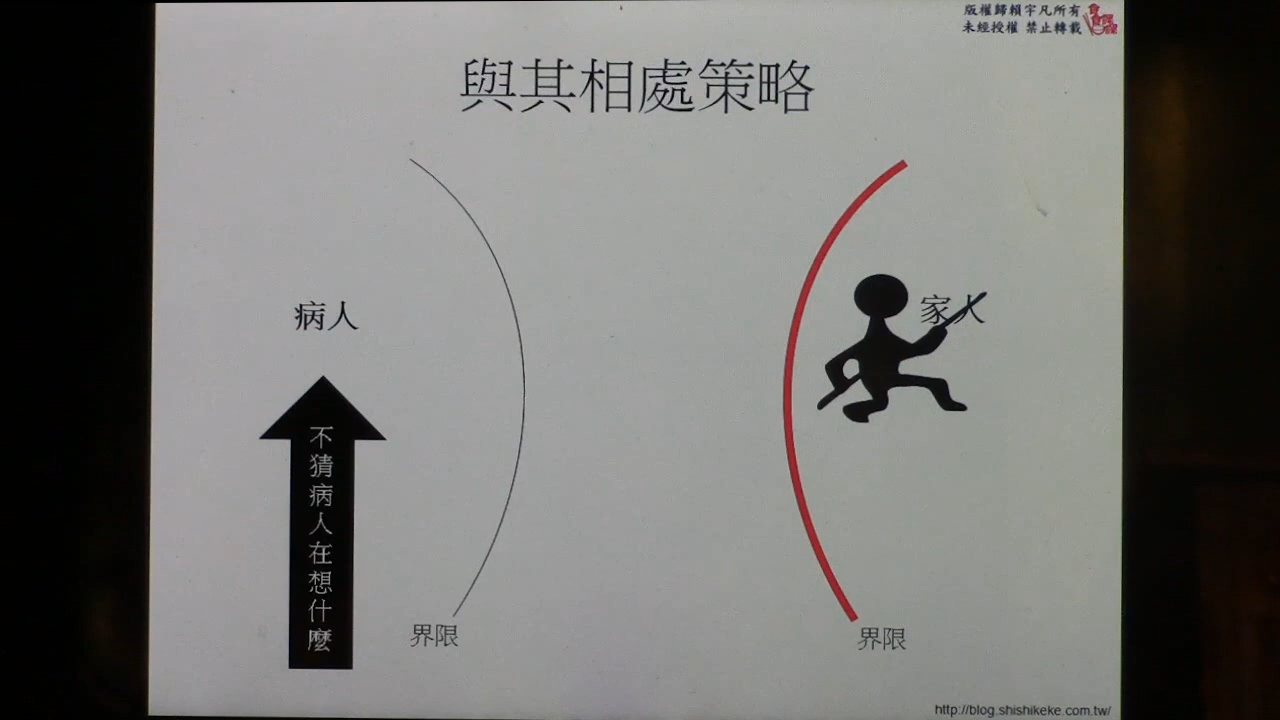 版權歸賴宇凡所有
未經授權 禁止轉載
與其相處策略
病人
家人
不猜病人在想什麼
界限
界限
http://blog.shishikeke.com.tw/